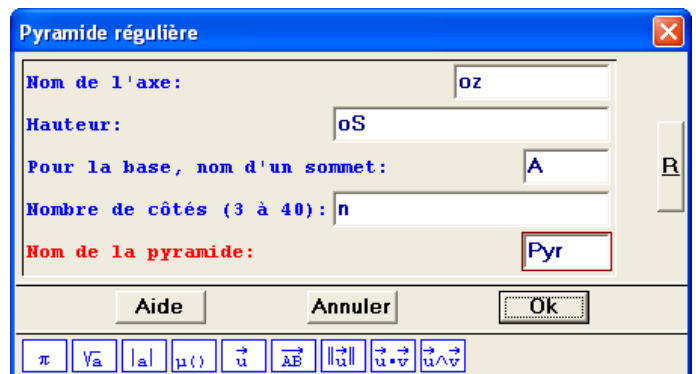 Pyramide régulière
Nom de l'axe: oz
Hauteur: oS
Pour la base, nom d'un sommet: A
Nombre de côtés (3 à 40): n
R
Nom de la pyramide: Pyr
Aide Annuler Ok
π √a |a| μ() u⃗ AB⃗ ‖u⃗‖ u⃗•v⃗ u⃗∧v⃗